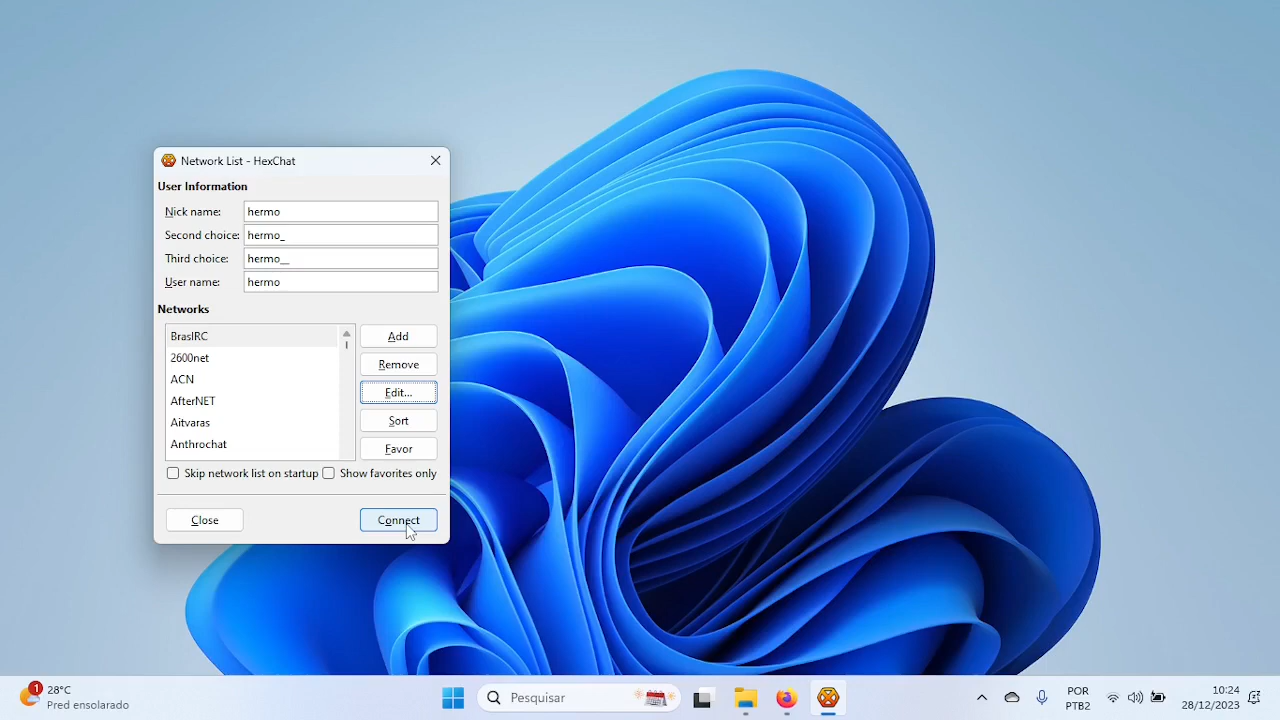 Network List - HexChat
User Information
Nick name: hermo
Second choice: hermo_
Third choice: hermo__
User name: hermo
Networks
BrasIRC
2600net
ACN
AfterNET
Aitvaras
Anthrochat
Add
Remove
Edit...
Sort
Favor
Skip network list on startup
Show favorites only
Close
Connect
1
28°C
Pred ensolarado
Pesquisar
POR
PTB2
10:24
28/12/2023